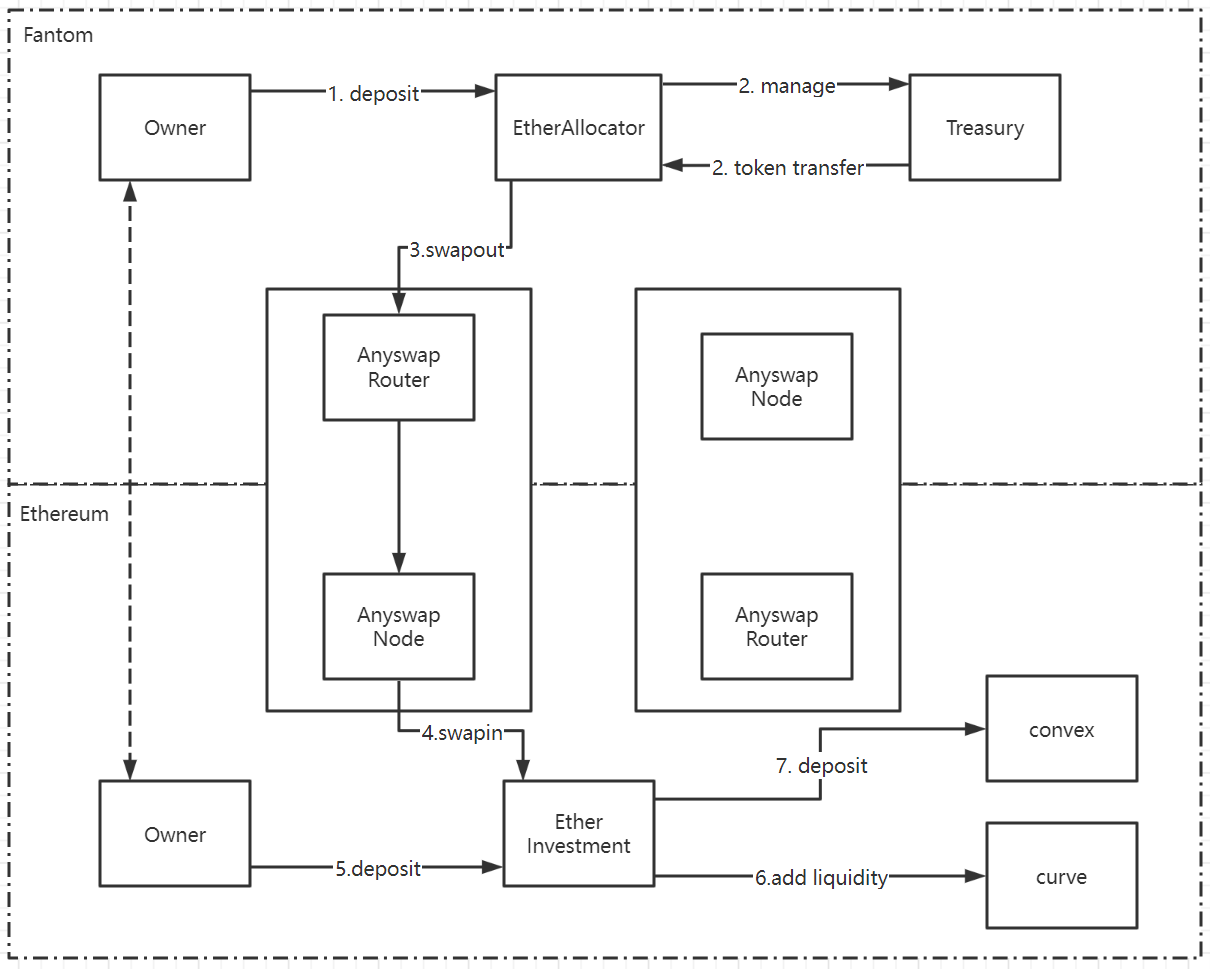 Fantom
Owner
1. deposit
EtherAllocator
2. manage
2. token transfer
Treasury
3.swapout
Anyswap
Router
Anyswap
Node
Ethereum
Anyswap
Node
Anyswap
Router
4.swapin
Owner
5.deposit
Ether
Investment
7. deposit
convex
6.add liquidity
curve